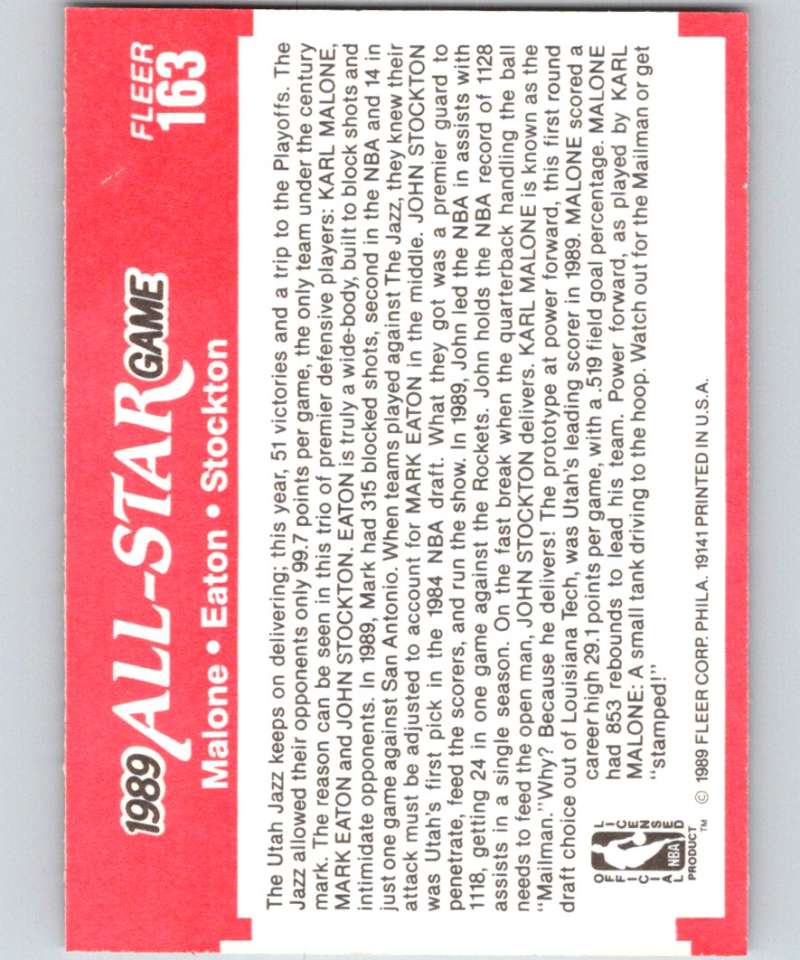 FLEER
163
1989 ALL-STAR GAME
Malone • Eaton • Stockton
The Utah Jazz keeps on delivering; this year, 51 victories and a trip to the Playoffs. The
Jazz allowed their opponents only 99.7 points per game, the only team under the century
mark. The reason can be seen in this trio of premier defensive players: KARL MALONE,
MARK EATON and JOHN STOCKTON. EATON is truly a wide-body, built to block shots and
intimidate opponents. In 1989, Mark had 315 blocked shots, second in the NBA and 14 in
just one game against San Antonio. When teams played against The Jazz, they knew their
attack must be adjusted to account for MARK EATON in the middle. JOHN STOCKTON
was Utah's first pick in the 1984 NBA draft. What they got was a premier guard to
penetrate, feed the scorers, and run the show. In 1989, John led the NBA in assists with
1118, getting 24 in one game against the Rockets. John holds the NBA record of 1128
assists in a single season. On the fast break when the quarterback handling the ball
needs to feed the open man, JOHN STOCKTON delivers. KARL MALONE is known as the
"Mailman." Why? Because he delivers! The prototype at power forward, this first round
draft choice out of Louisiana Tech, was Utah's leading scorer in 1989. MALONE scored a
career high 29.1 points per game, with a .519 field goal percentage. MALONE
had 853 rebounds to lead his team. Power forward, as played by KARL
MALONE: A small tank driving to the hoop. Watch out for the Mailman or get
"stamped!"
OFFICIAL
LICENSED
NBA
PRODUCT™
© 1989 FLEER CORP. PHILA. 19141 PRINTED IN U.S.A.